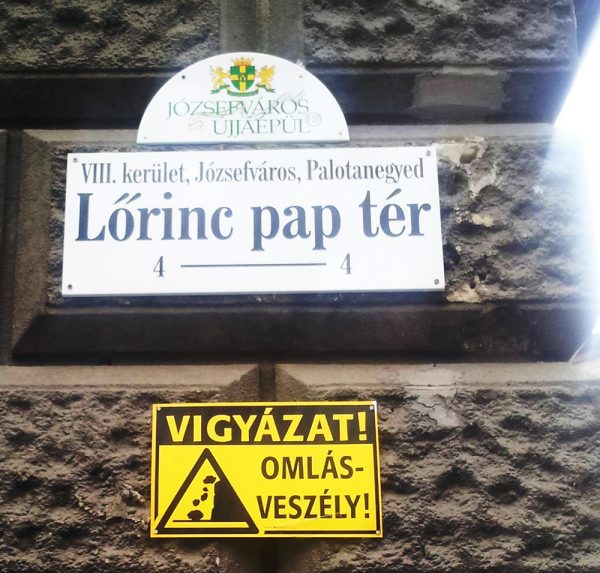 JÓZSEFVÁROS
ÚJJÁÉPÜL
VIII. kerület, Józsefváros, Palotanegyed
Lőrinc pap tér
4 — 4
VIGYÁZAT!
OMLÁS-
VESZÉLY!